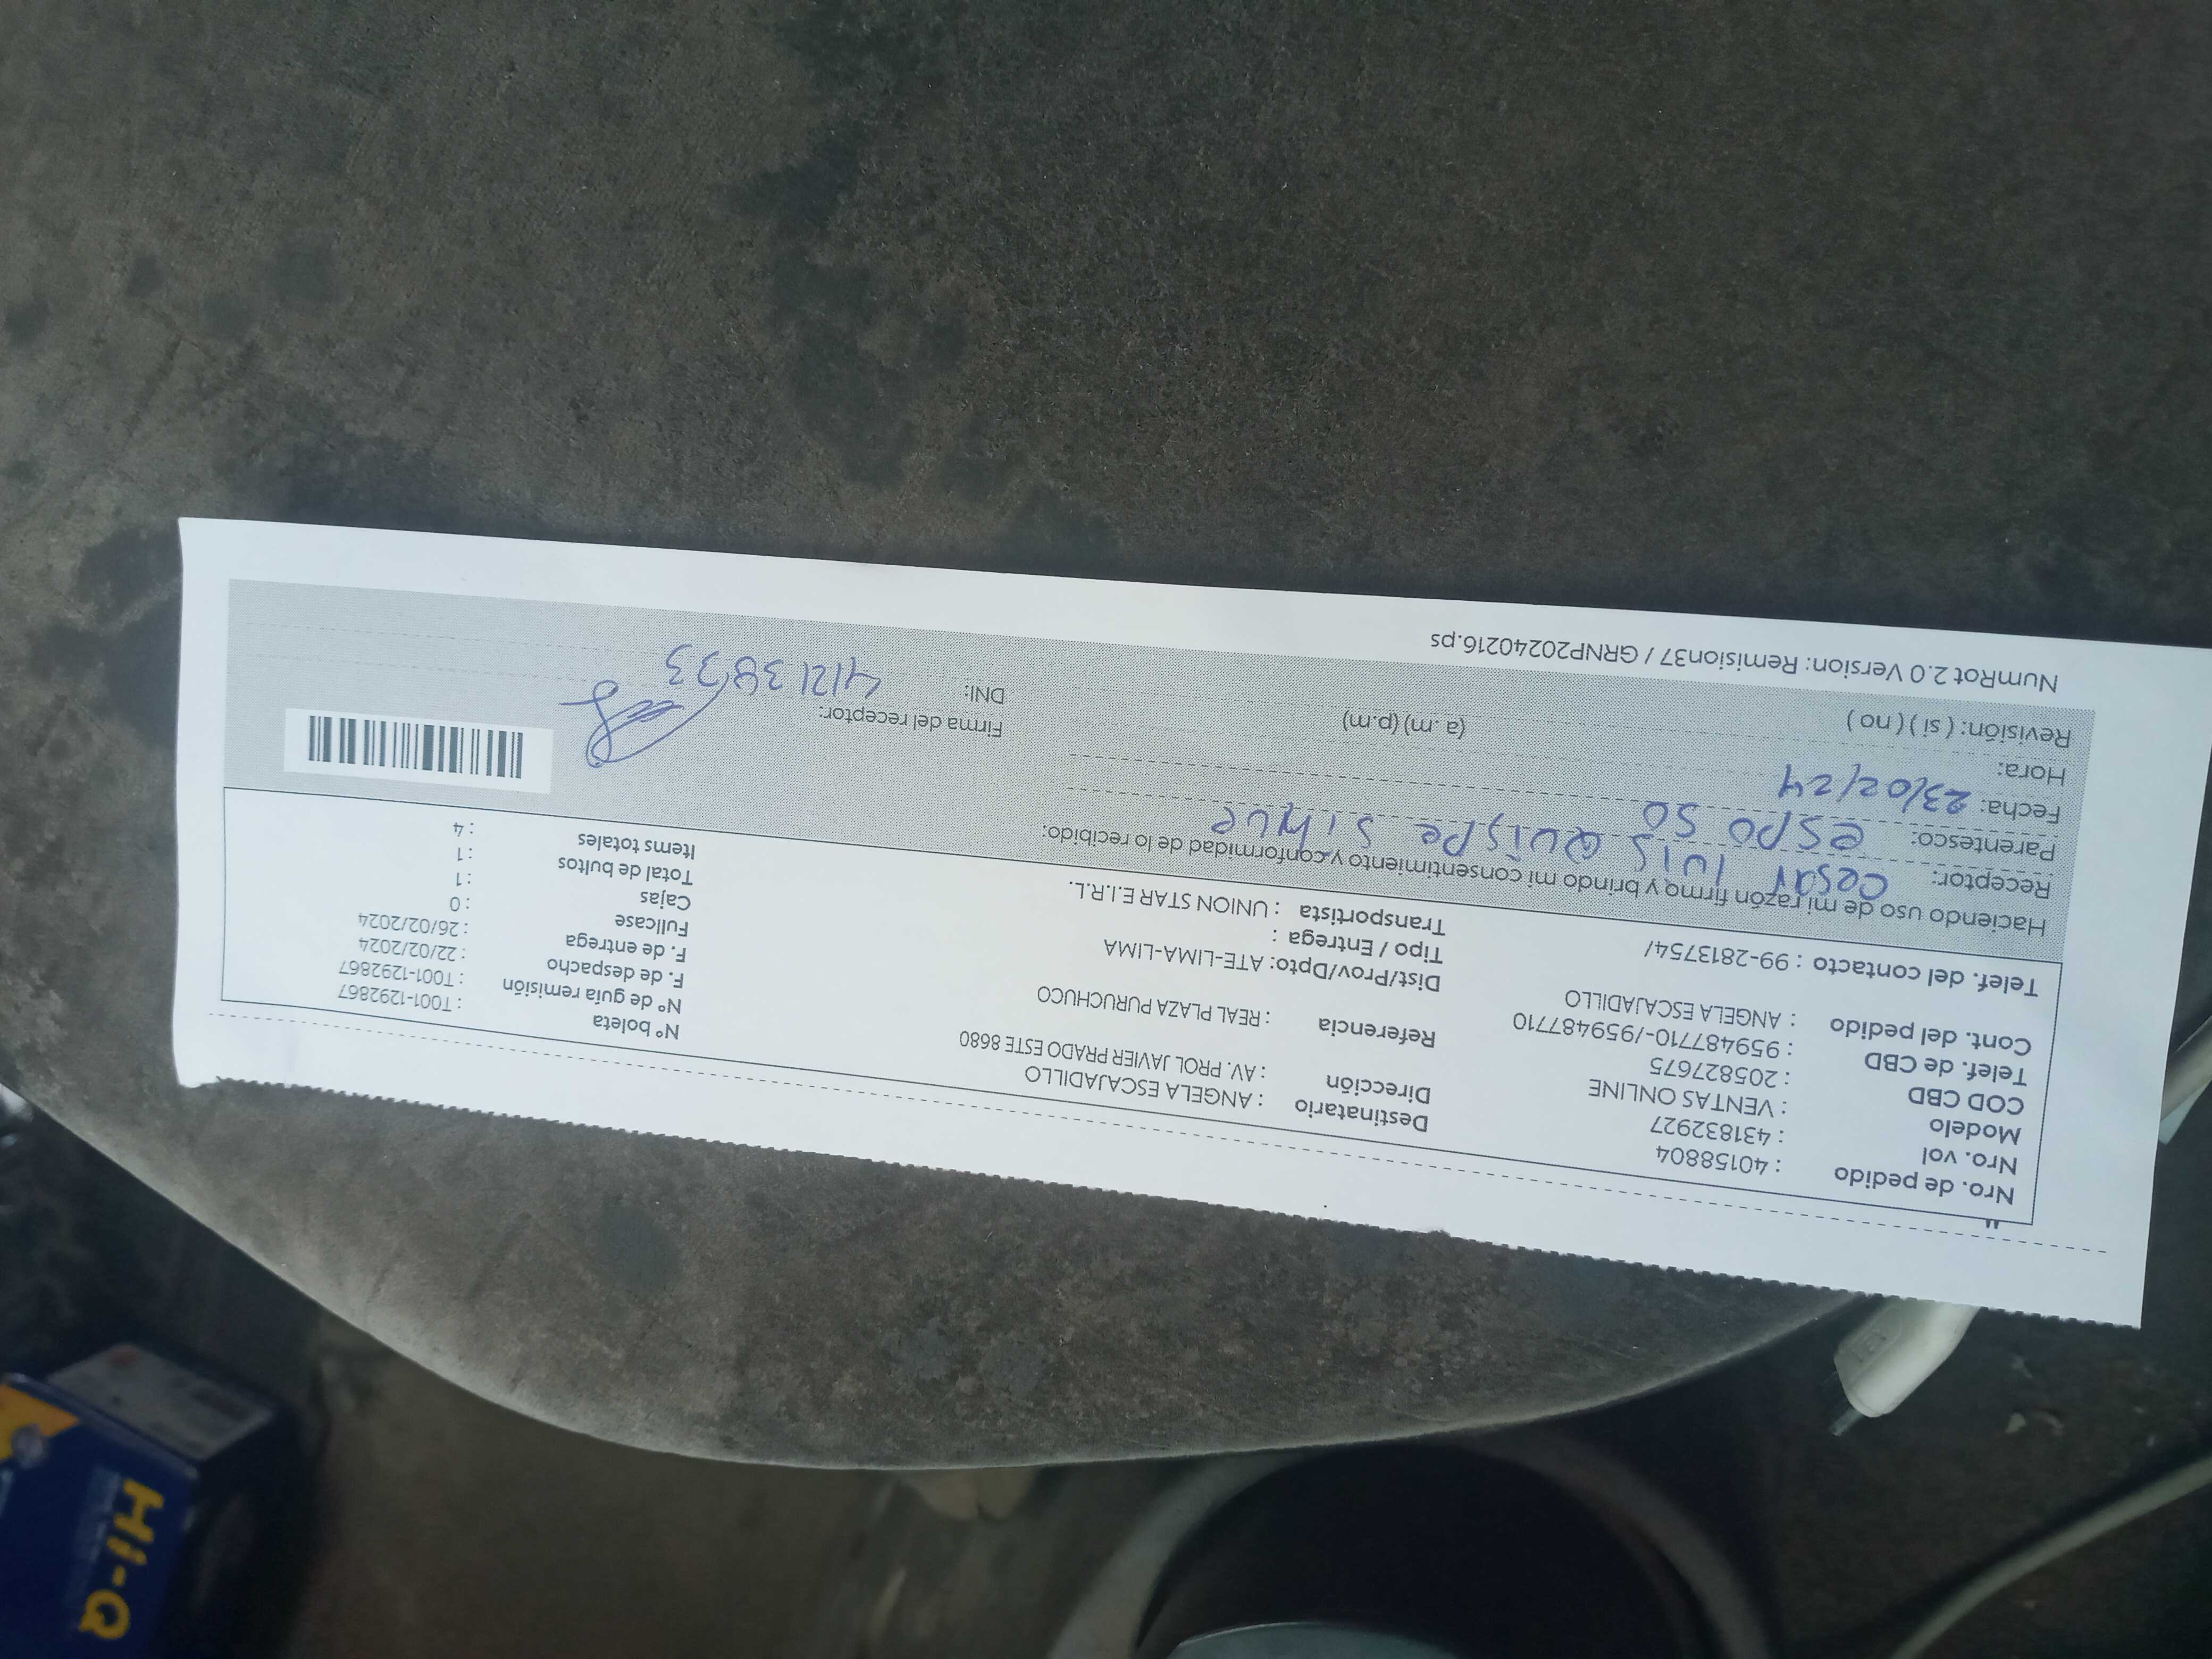 Nro. de pedido : 40158804
Nro. vol : 431832927
Modelo : VENTAS ONLINE
COD CBD : 205827675
Telef. de CBD : 959487710-/959487710
Cont. del pedido : ANGELA ESCAJADILLO
Telef. del contacto : 99-2813754/
Destinatario : ANGELA ESCAJADILLO
Dirección : AV. PROL JAVIER PRADO ESTE 8680
Referencia : REAL PLAZA PURUCHUCO
Dist/Prov/Dpto: ATE-LIMA-LIMA
Tipo / Entrega :
Transportista : UNION STAR E.I.R.L.
Nº boleta : T001-1292867
Nº de guía remisión : T001-1292867
F. de despacho : 22/02/2024
F. de entrega : 26/02/2024
Fullcase : 0
Cajas : 1
Total de bultos : 1
Items totales : 4
Haciendo uso de mi razón firmo y brindo mi consentimiento y conformidad de lo recibido:
Receptor: Cesar luis Quispe
Parentesco: esposo
Fecha: 23/02/24
Hora: (a .m) (p.m)
Revisión: ( si ) ( no )
Firma del receptor:
DNI: 41213833
NumRot 2.0 Version: Remision37 / GRNP20240216.ps
HI-Q